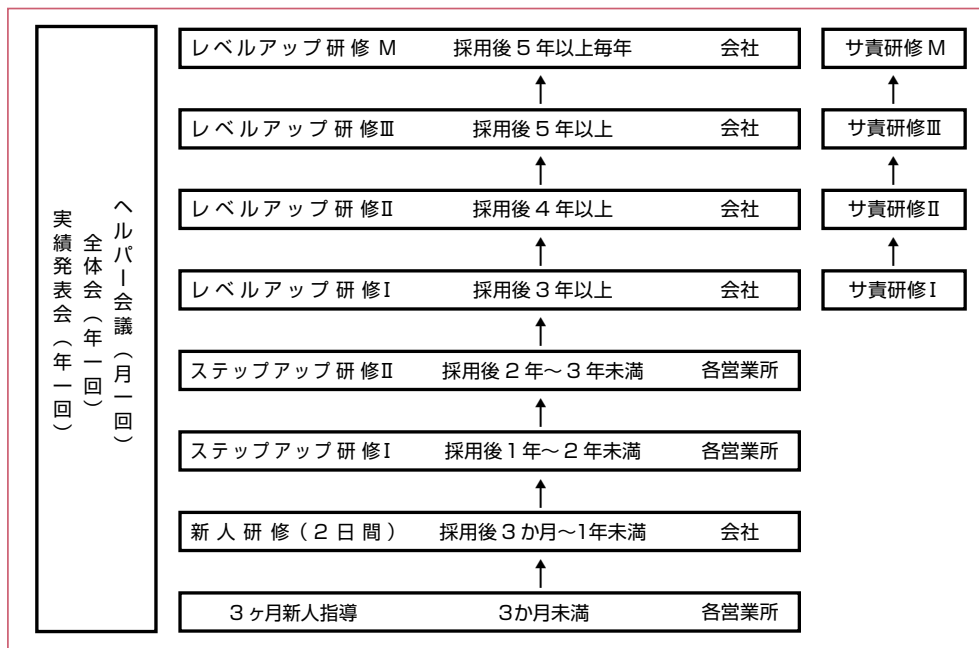 ヘルパー会議(月一回)
全体会(年一回)
実績発表会(年一回)
レベルアップ研修 M 採用後5年以上毎年 会社
サ責研修 M
レベルアップ研修Ⅲ 採用後5年以上 会社
サ責研修Ⅲ
レベルアップ研修Ⅱ 採用後4年以上 会社
サ責研修Ⅱ
レベルアップ研修Ⅰ 採用後3年以上 会社
サ責研修Ⅰ
ステップアップ研修Ⅱ 採用後2年~3年未満 各営業所
ステップアップ研修Ⅰ 採用後1年~2年未満 各営業所
新人研修(2日間) 採用後3か月~1年未満 会社
3ヶ月新人指導 3か月未満 各営業所